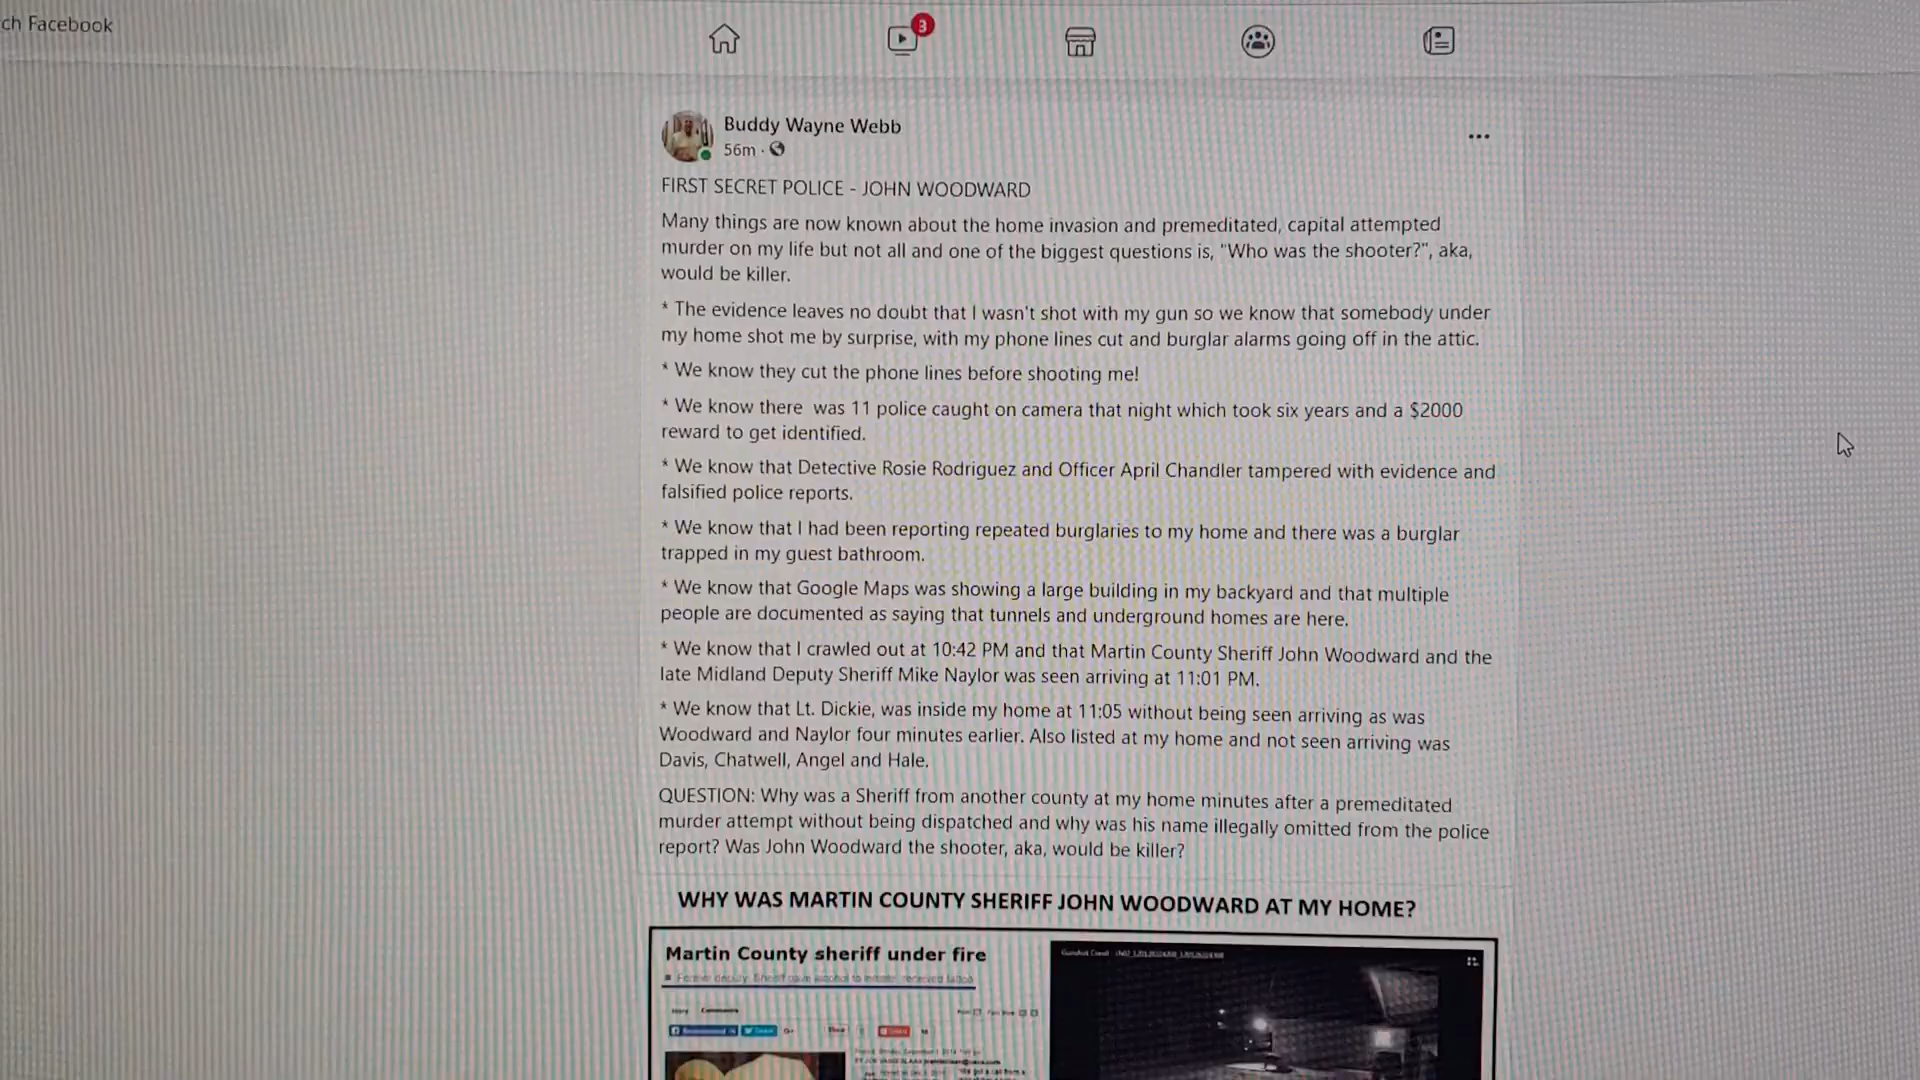 ch Facebook
3
Buddy Wayne Webb
56m ·
FIRST SECRET POLICE - JOHN WOODWARD
Many things are now known about the home invasion and premeditated, capital attempted
murder on my life but not all and one of the biggest questions is, "Who was the shooter?", aka,
would be killer.
* The evidence leaves no doubt that I wasn't shot with my gun so we know that somebody under
my home shot me by surprise, with my phone lines cut and burglar alarms going off in the attic.
* We know they cut the phone lines before shooting me!
* We know there  was 11 police caught on camera that night which took six years and a $2000
reward to get identified.
* We know that Detective Rosie Rodriguez and Officer April Chandler tampered with evidence and
falsified police reports.
* We know that I had been reporting repeated burglaries to my home and there was a burglar
trapped in my guest bathroom.
* We know that Google Maps was showing a large building in my backyard and that multiple
people are documented as saying that tunnels and underground homes are here.
* We know that I crawled out at 10:42 PM and that Martin County Sheriff John Woodward and the
late Midland Deputy Sheriff Mike Naylor was seen arriving at 11:01 PM.
* We know that Lt. Dickie, was inside my home at 11:05 without being seen arriving as was
Woodward and Naylor four minutes earlier. Also listed at my home and not seen arriving was
Davis, Chatwell, Angel and Hale.
QUESTION: Why was a Sheriff from another county at my home minutes after a premeditated
murder attempt without being dispatched and why was his name illegally omitted from the police
report? Was John Woodward the shooter, aka, would be killer?
WHY WAS MARTIN COUNTY SHERIFF JOHN WOODWARD AT MY HOME?
Martin County sheriff under fire
Former deputy: Sheriff gave alcohol to inmate, received tattoo
Story Comments